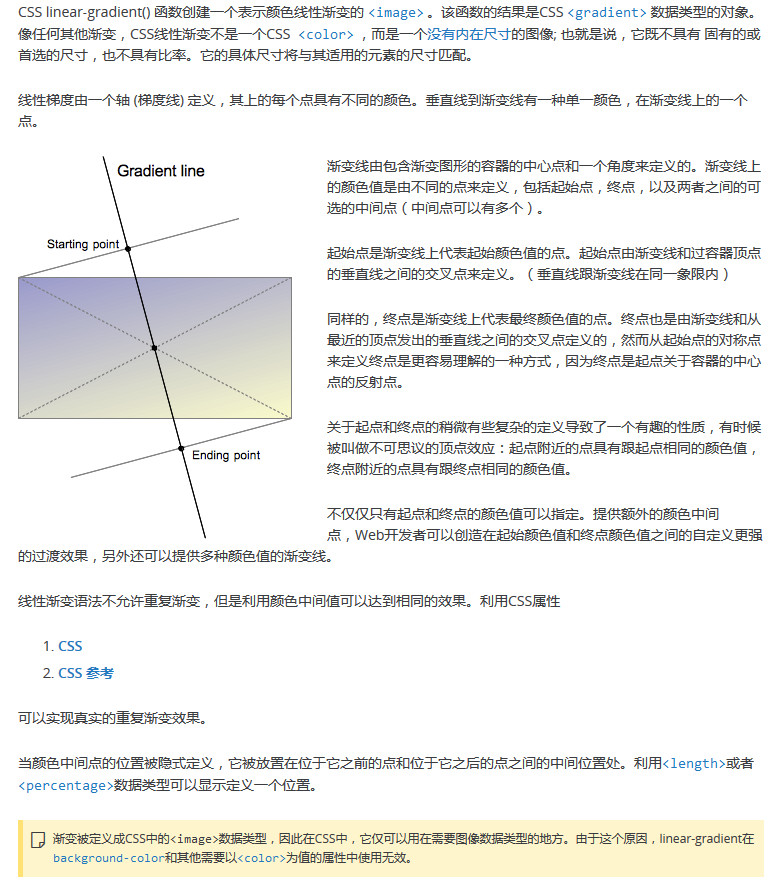 CSS linear-gradient() 函数创建一个表示颜色线性渐变的 <image> 。该函数的结果是CSS <gradient> 数据类型的对象。
像任何其他渐变，CSS线性渐变不是一个CSS <color> ，而是一个没有内在尺寸的图像; 也就是说，它既不具有 固有的或
首选的尺寸，也不具有比率。它的具体尺寸将与其适用的元素的尺寸匹配。
线性梯度由一个轴 (梯度线) 定义，其上的每个点具有不同的颜色。垂直线到渐变线有一种单一颜色，在渐变线上的一个
点。
Gradient line
Starting point
Ending point
渐变线由包含渐变图形的容器的中心点和一个角度来定义的。渐变线上
的颜色值是由不同的点来定义，包括起始点，终点，以及两者之间的可
选的中间点（中间点可以有多个）。
起始点是渐变线上代表起始颜色值的点。起始点由渐变线和过容器顶点
的垂直线之间的交叉点来定义。（垂直线跟渐变线在同一象限内）
同样的，终点是渐变线上代表最终颜色值的点。终点也是由渐变线和从
最近的顶点发出的垂直线之间的交叉点定义的，然而从起始点的对称点
来定义终点是更容易理解的一种方式，因为终点是起点关于容器的中心
点的反射点。
关于起点和终点的稍微有些复杂的定义导致了一个有趣的性质，有时候
被叫做不可思议的顶点效应：起点附近的点具有跟起点相同的颜色值，
终点附近的点具有跟终点相同的颜色值。
不仅仅只有起点和终点的颜色值可以指定。提供额外的颜色中间
点，Web开发者可以创造在起始颜色值和终点颜色值之间的自定义更强
的过渡效果，另外还可以提供多种颜色值的渐变线。
线性渐变语法不允许重复渐变，但是利用颜色中间值可以达到相同的效果。利用CSS属性
1. CSS
2. CSS 参考
可以实现真实的重复渐变效果。
当颜色中间点的位置被隐式定义，它被放置在位于它之前的点和位于它之后的点之间的中间位置处。利用<length>或者
<percentage>数据类型可以显示定义一个位置。
渐变被定义成CSS中的<image>数据类型，因此在CSS中，它仅可以用在需要图像数据类型的地方。由于这个原因，linear-gradient在
background-color和其他需要以<color>为值的属性中使用无效。